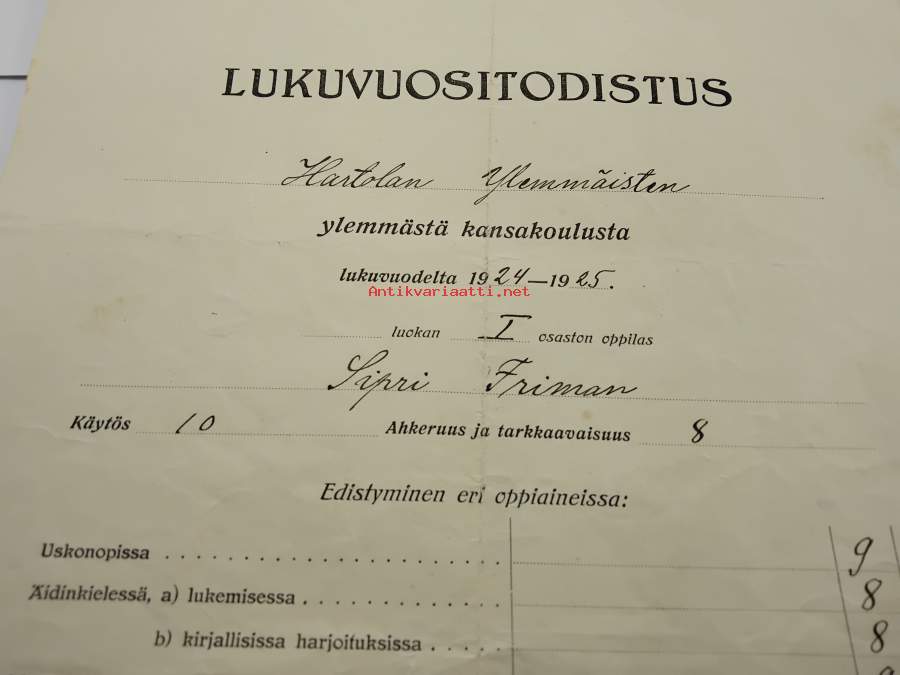 LUKUVUOSITODISTUS
Hartolan Ylemmäisten
ylemmästä kansakoulusta
lukuvuodelta 1924—1925.
Antikvariaatti.net
luokan I osaston oppilas
Sipri Friman
Käytös 10 Ahkeruus ja tarkkaavaisuus 8
Edistyminen eri oppiaineissa:
Uskonopissa . . . . . . . . . . . . . . . . . . . . 9
Äidinkielessä, a) lukemisessa . . . . . . . . . . . . 8
b) kirjallisissa harjoituksissa . . . . 8